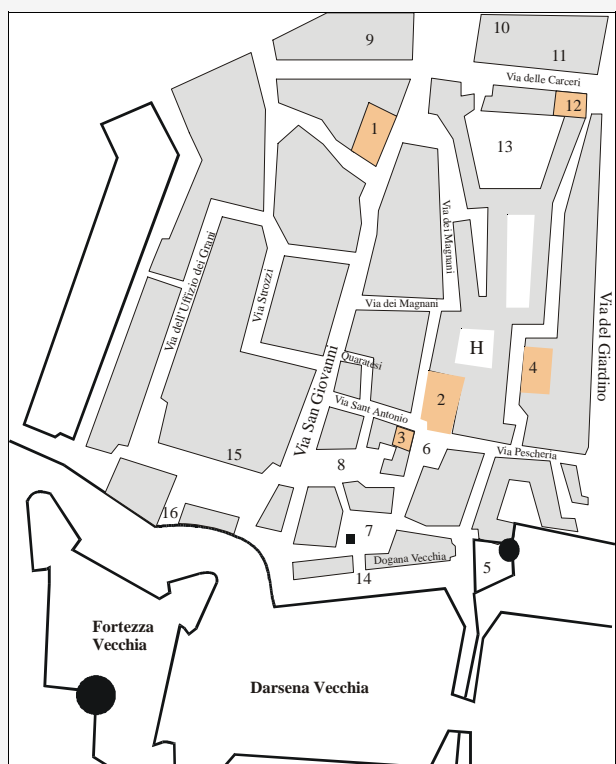 10
9
11
Via delle Carceri
12
1
13
Via dei Magnani
Via dell'Uffizio dei Grani
Via Strozzi
Via dei Magnani
Via del Giardino
H
Via San Giovanni
Quaratesi
4
2
Via Sant Antonio
3
6
Via Pescheria
15
8
16
7
Dogana Vecchia
5
14
Fortezza
Vecchia
Darsena Vecchia